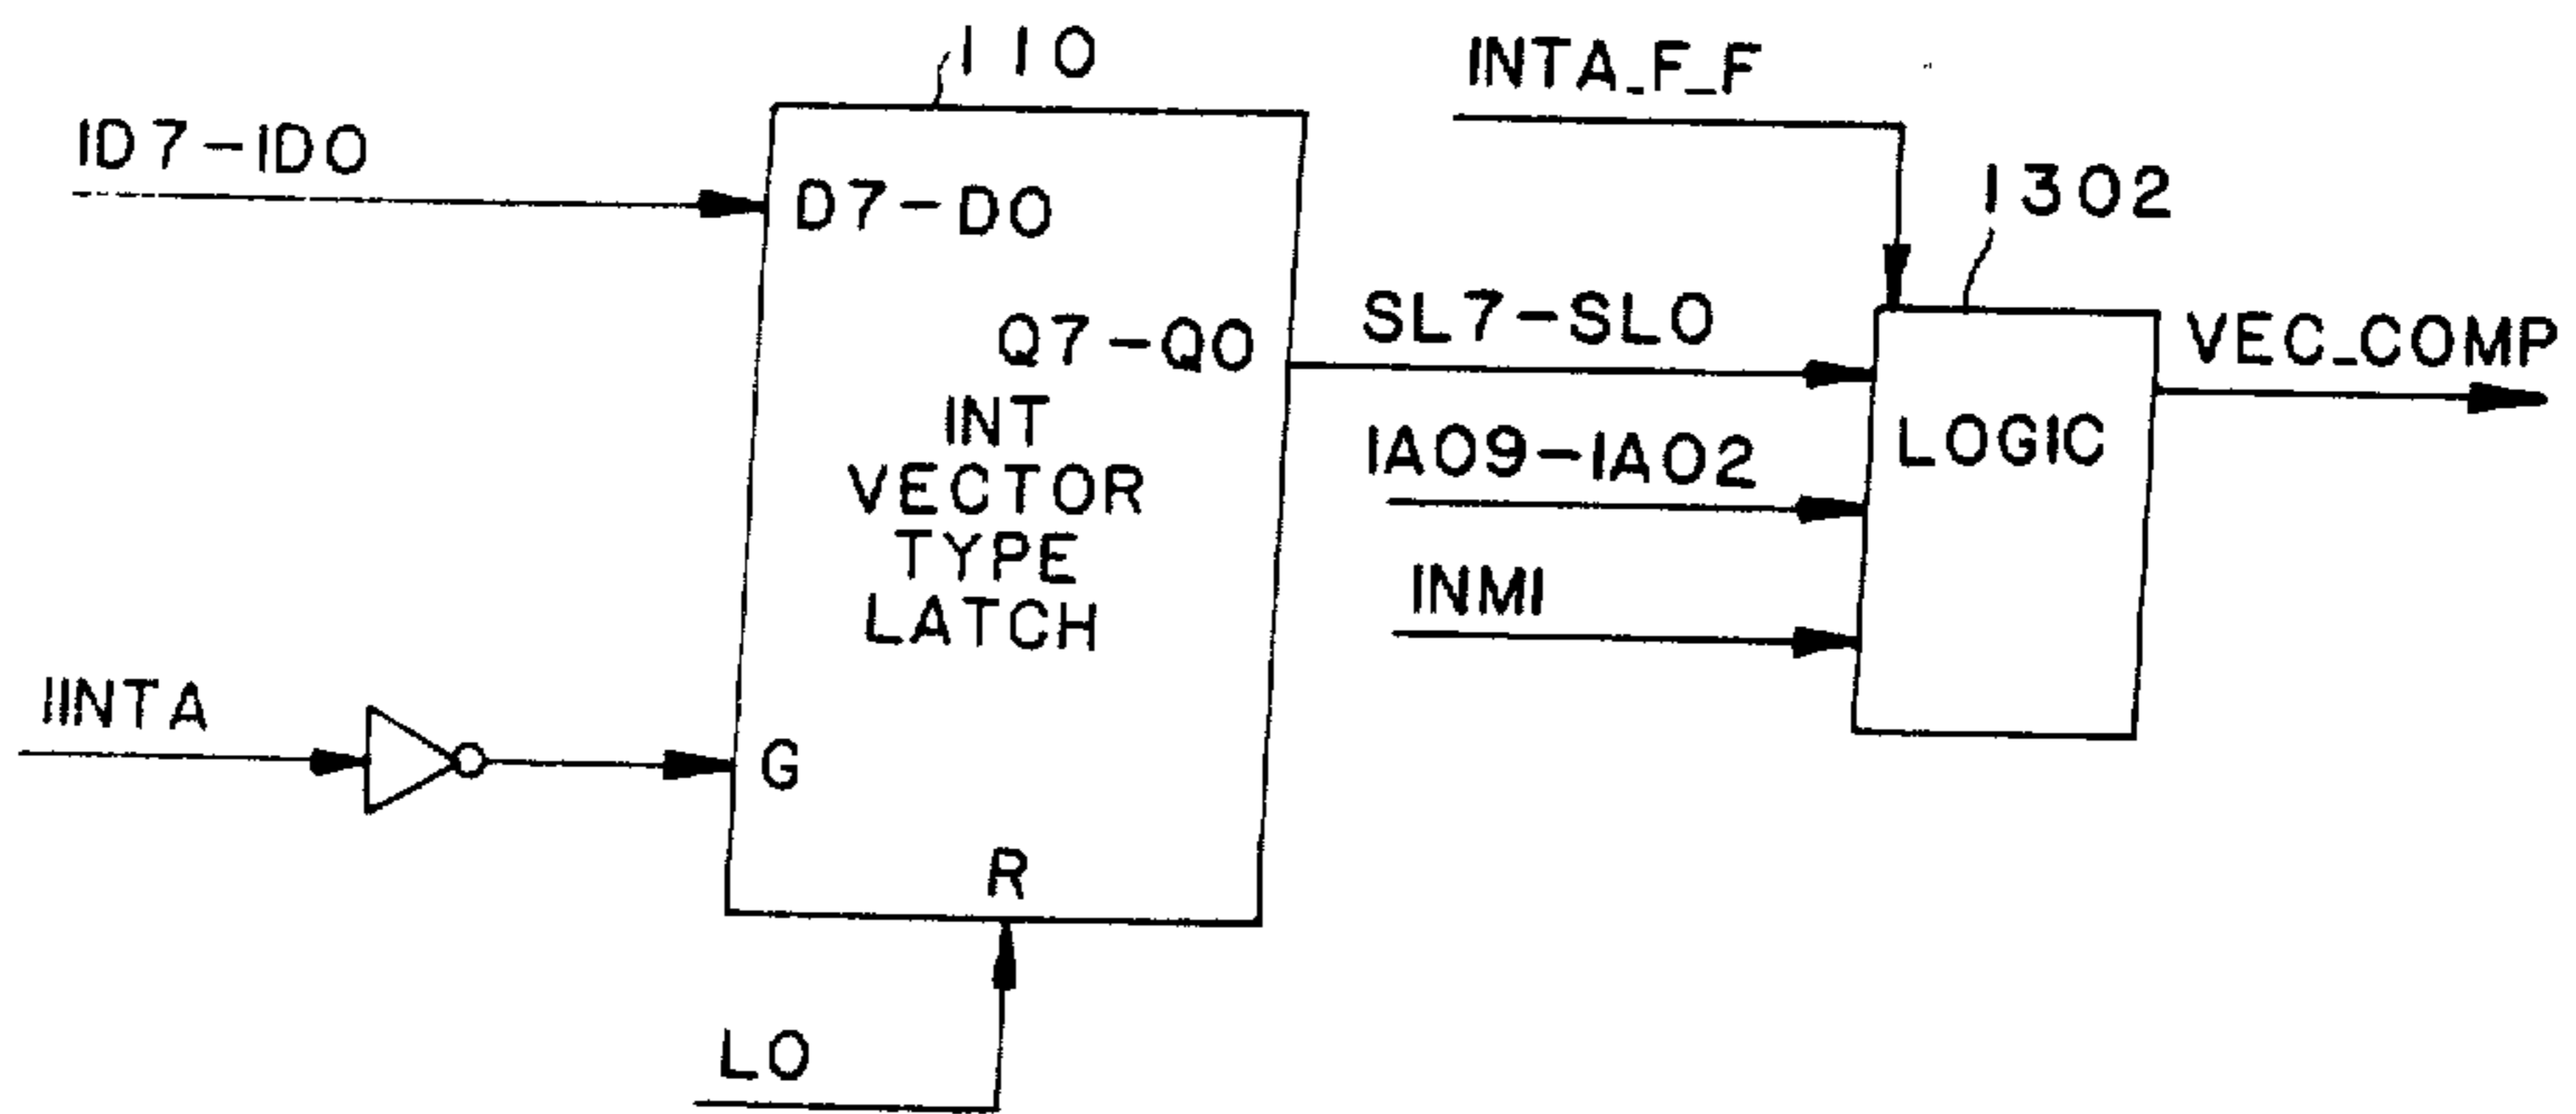 110
INTA_F_F
ID7-ID0
D7-D0
1302
Q7-Q0
SL7-SL0
VEC_COMP
INT
VECTOR
TYPE
LATCH
LOGIC
IA09-IA02
INMI
IINTA
G
R
LO